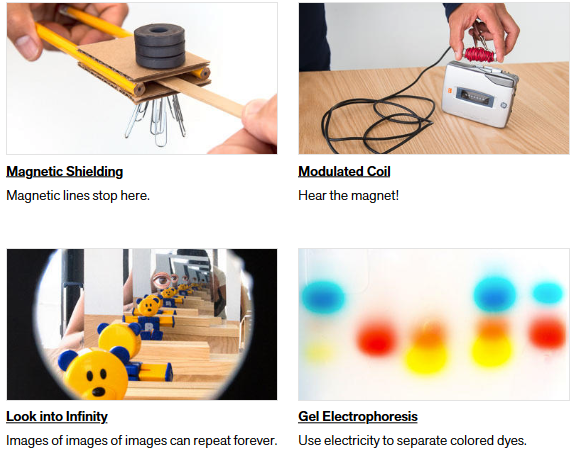 Magnetic Shielding
Magnetic lines stop here.
Modulated Coil
Hear the magnet!
Look into Infinity
Images of images of images can repeat forever.
Gel Electrophoresis
Use electricity to separate colored dyes.